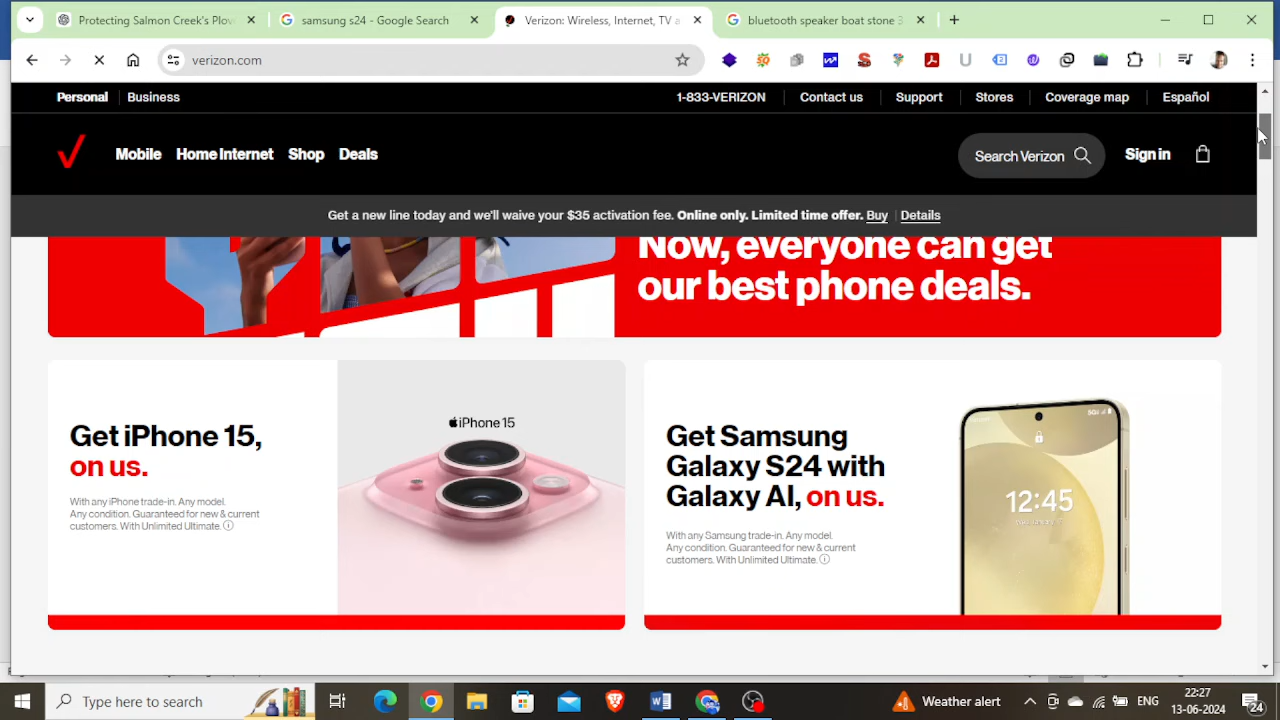 Protecting Salmon Creek's Plov
samsung s24 - Google Search
Verizon: Wireless, Internet, TV a
bluetooth speaker boat stone 3
verizon.com
Personal Business 1-833-VERIZON Contact us Support Stores Coverage map Español
Mobile Home Internet Shop Deals Search Verizon Sign in
Get a new line today and we'll waive your $35 activation fee. Online only. Limited time offer. Buy Details
Now, everyone can get
our best phone deals.
iPhone 15
Get iPhone 15,
on us.
With any iPhone trade-in. Any model.
Any condition. Guaranteed for new & current
customers. With Unlimited Ultimate.
Get Samsung
Galaxy S24 with
Galaxy AI, on us.
With any Samsung trade-in. Any model.
Any condition. Guaranteed for new & current
customers. With Unlimited Ultimate.
12:45
Type here to search
Weather alert
ENG
22:27
13-06-2024
24